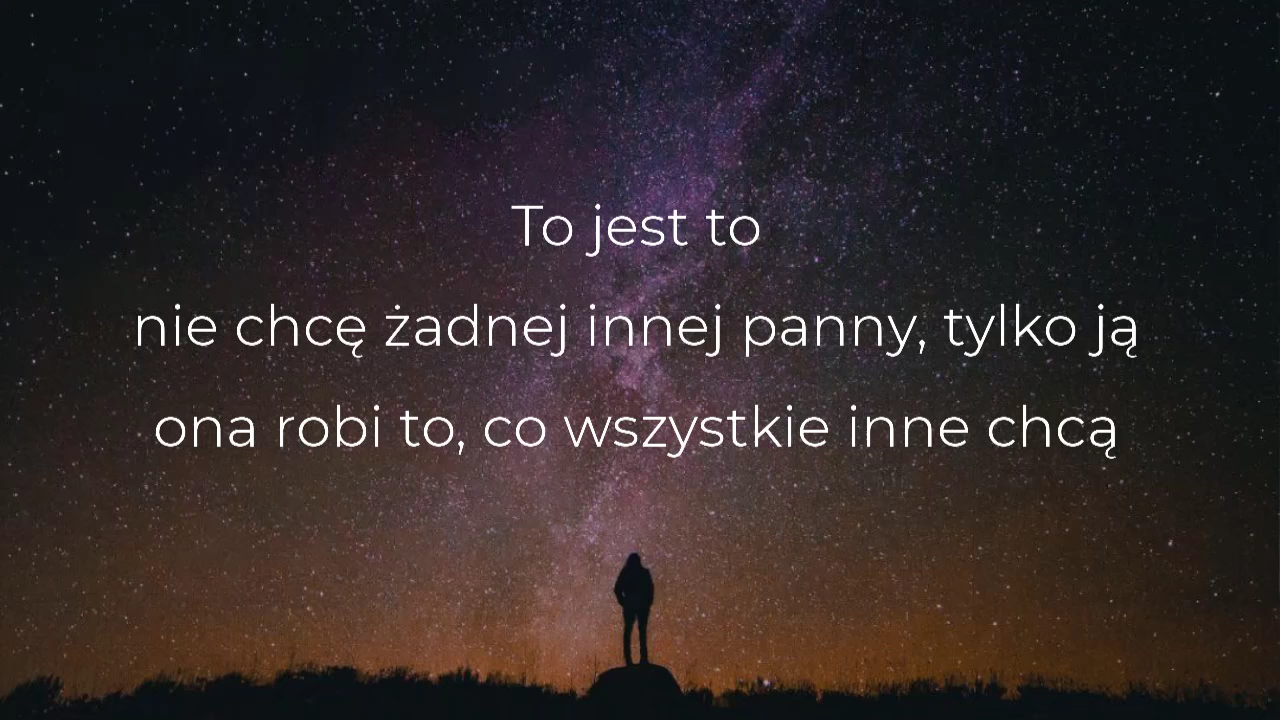 To jest to
nie chcę żadnej innej panny, tylko ją
ona robi to, co wszystkie inne chcą